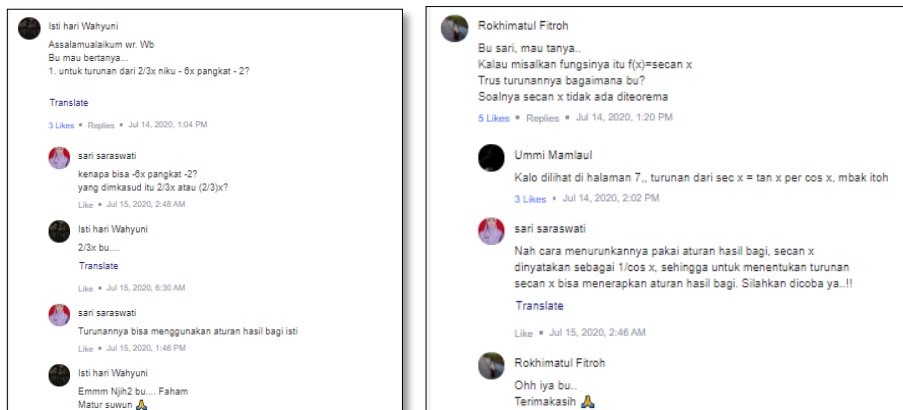 Isti hari Wahyuni
Assalamualaikum wr. Wb
Bu mau bertanya...
1. untuk turunan dari 2/3x niku - 6x pangkat - 2?
Translate
3 Likes • Replies • Jul 14, 2020, 1:04 PM
sari saraswati
kenapa bisa -6x pangkat -2?
yang dimkasud itu 2/3x atau (2/3)x?
Like • Jul 15, 2020, 2:48 AM
Isti hari Wahyuni
2/3x bu....
Translate
Like • Jul 15, 2020, 6:30 AM
sari saraswati
Turunannya bisa menggunakan aturan hasil bagi isti
Like • Jul 15, 2020, 1:46 PM
Isti hari Wahyuni
Emmm Njih2 bu.... Faham
Matur suwun 🙏
Rokhimatul Fitroh
Bu sari, mau tanya..
Kalau misalkan fungsinya itu f(x)=secan x
Trus turunannya bagaimana bu?
Soalnya secan x tidak ada diteorema
5 Likes • Replies • Jul 14, 2020, 1:20 PM
Ummi Mamlaul
Kalo dilihat di halaman 7,, turunan dari sec x = tan x per cos x, mbak itoh
3 Likes • Jul 14, 2020, 2:02 PM
sari saraswati
Nah cara menurunkannya pakai aturan hasil bagi, secan x
dinyatakan sebagai 1/cos x, sehingga untuk menentukan turunan
secan x bisa menerapkan aturan hasil bagi. Silahkan dicoba ya..!!
Translate
Like • Jul 15, 2020, 2:46 AM
Rokhimatul Fitroh
Ohh iya bu..
Terimakasih 🙏